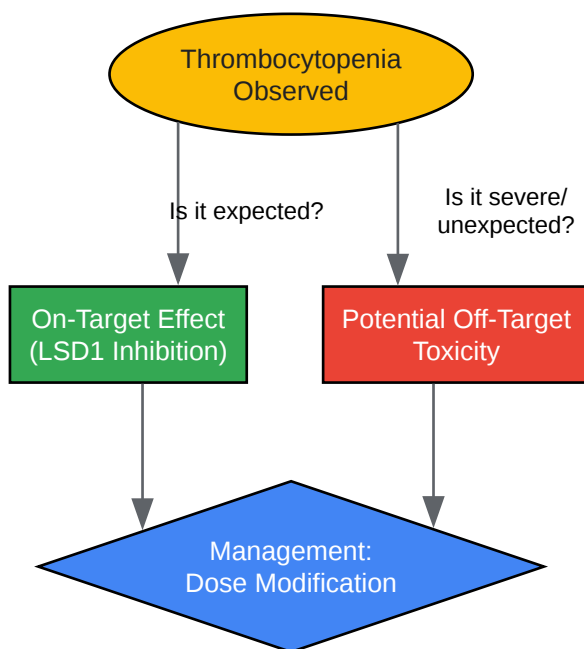 Thrombocytopenia
Observed
Is it expected?
Is it severe/
unexpected?
On-Target Effect
(LSD1 Inhibition)
Potential Off-Target
Toxicity
Management:
Dose Modification